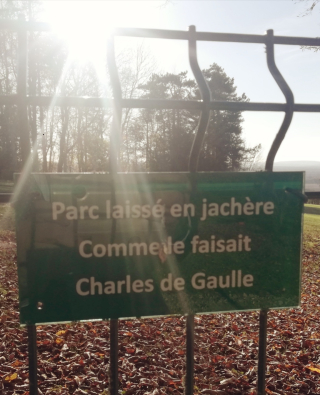 Parc laissé en jachère
Comme le faisait
Charles de Gaulle